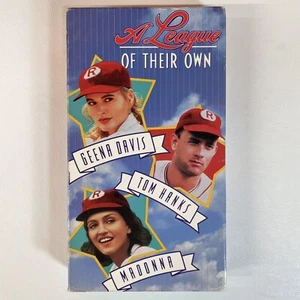 A League
OF THEIR OWN
R
GEENA DAVIS
R
TOM HANKS
R
MADONNA